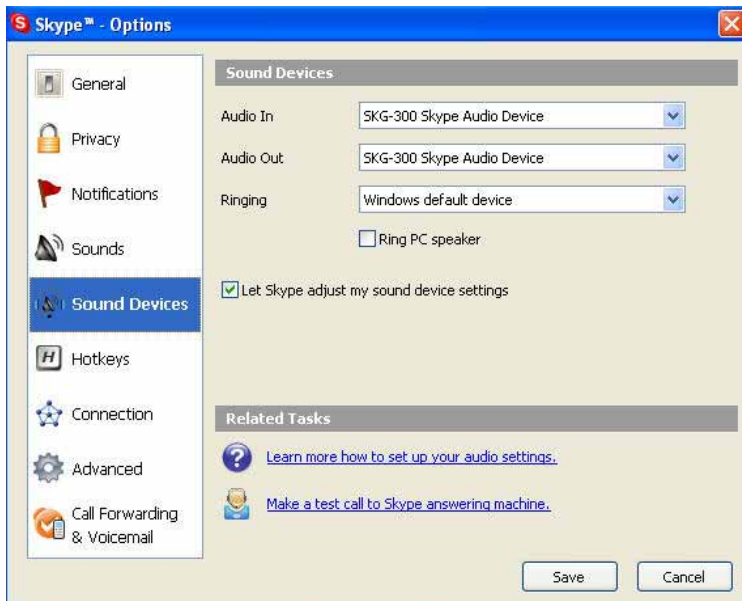 Skype™ - Options
General
Privacy
Notifications
Sounds
Sound Devices
Hotkeys
Connection
Advanced
Call Forwarding
& Voicemail
Sound Devices
Audio In SKG-300 Skype Audio Device
Audio Out SKG-300 Skype Audio Device
Ringing Windows default device
Ring PC speaker
Let Skype adjust my sound device settings
Related Tasks
Learn more how to set up your audio settings.
Make a test call to Skype answering machine.
Save Cancel